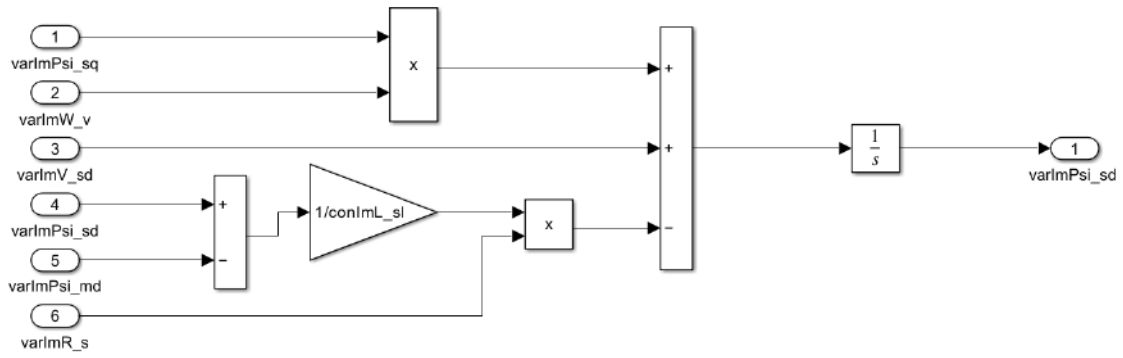 1
varImPsi_sq
2
varImW_v
x
+
3
varImV_sd
+
1
s
1
varImPsi_sd
4
varImPsi_sd
+
1/conImL_sl
x
−
5
varImPsi_md
−
6
varImR_s